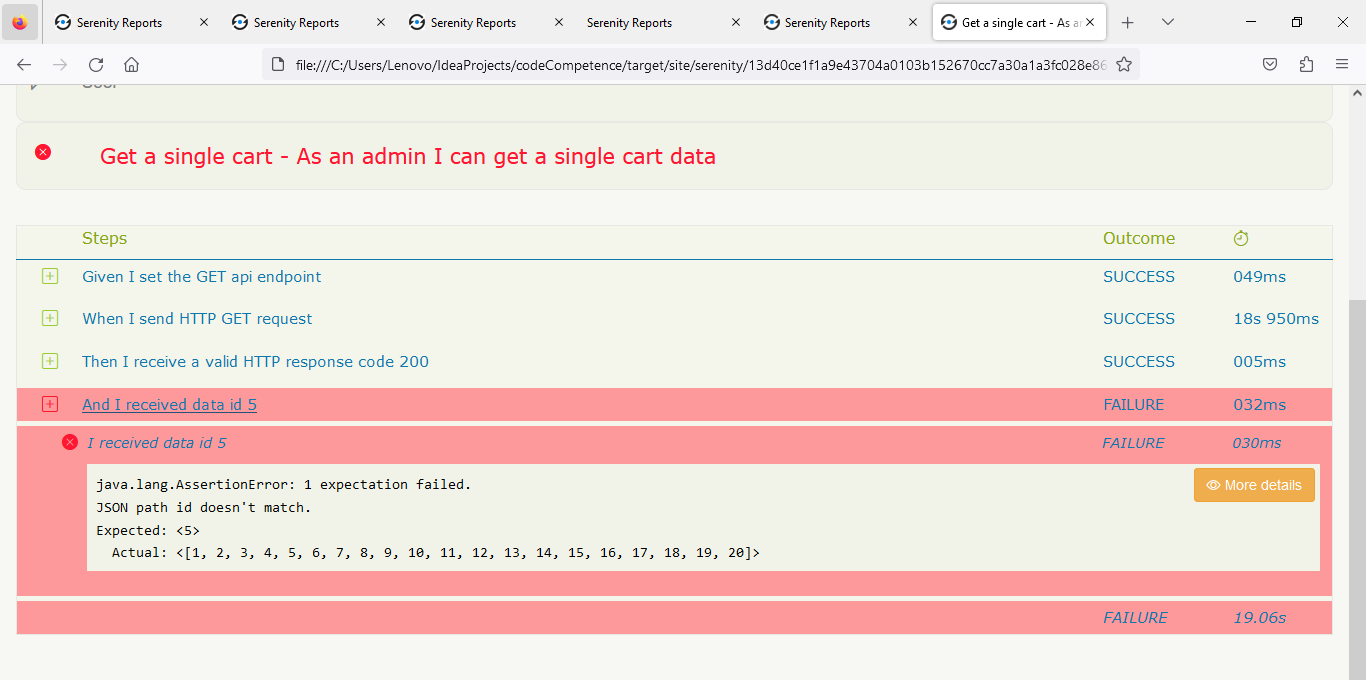 Serenity Reports
Serenity Reports
Serenity Reports
Serenity Reports
Serenity Reports
Get a single cart - As an
file:///C:/Users/Lenovo/IdeaProjects/codeCompetence/target/site/serenity/13d40ce1f1a9e43704a0103b152670cc7a30a1a3fc028e86
Get a single cart - As an admin I can get a single cart data
Steps Outcome
Given I set the GET api endpoint SUCCESS 049ms
When I send HTTP GET request SUCCESS 18s 950ms
Then I receive a valid HTTP response code 200 SUCCESS 005ms
And I received data id 5 FAILURE 032ms
I received data id 5 FAILURE 030ms
java.lang.AssertionError: 1 expectation failed.
More details
JSON path id doesn't match.
Expected: <5>
Actual: <[1, 2, 3, 4, 5, 6, 7, 8, 9, 10, 11, 12, 13, 14, 15, 16, 17, 18, 19, 20]>
FAILURE 19.06s